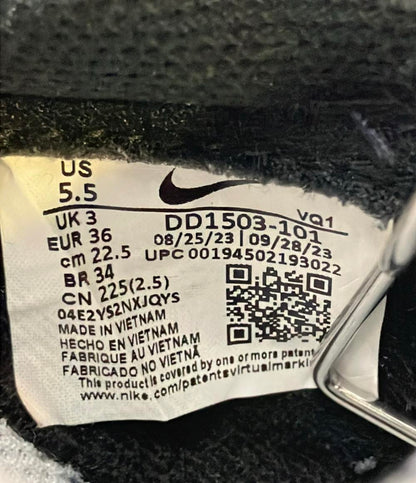 US
5.5
VQ1
UK 3
DD1503-101
EUR 36
08/25/23 | 09/28/23
cm 22.5
UPC 00194502193022
BR 34
CN 225(2.5)
04E2YS2NXJQYS
MADE IN VIETNAM
HECHO EN VIETNAM
FABRIQUE AU VIETNAM
FABRICADO NO VIETNÃ
This product is covered by one or more patent
www.nike.com/patentsvirtualmarki